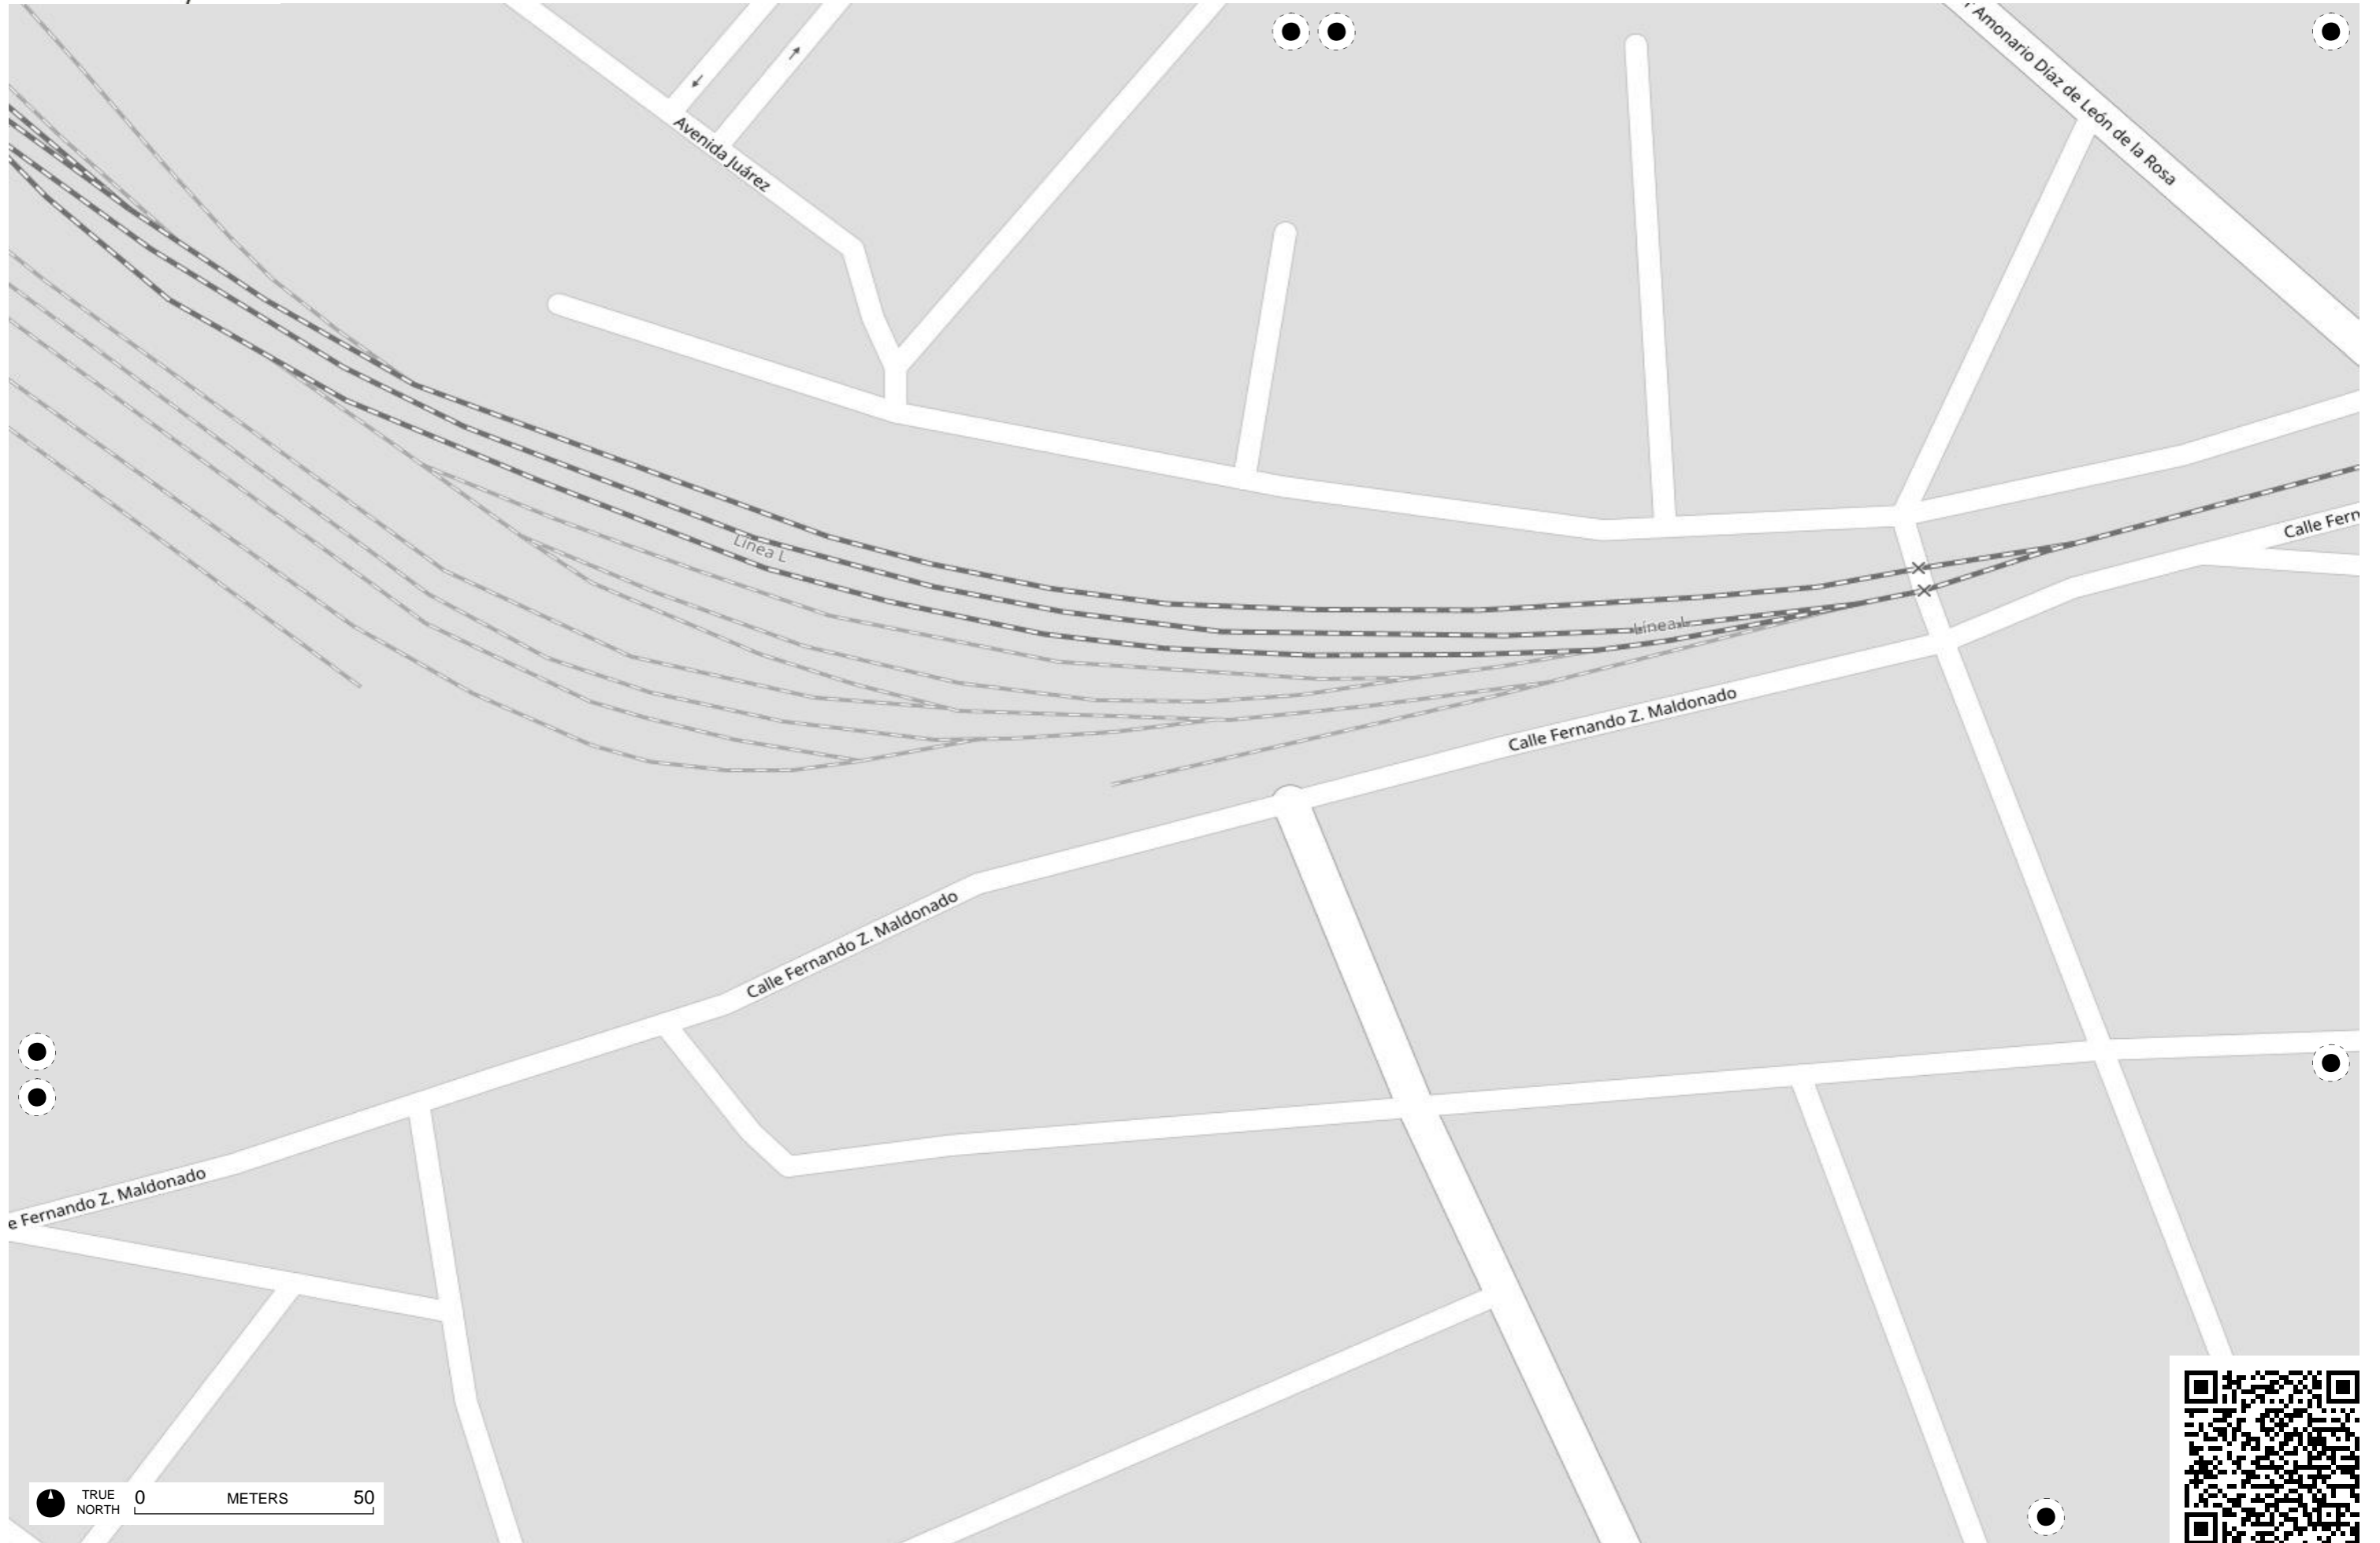 Amonario Díaz de León de la Rosa
Avenida Juárez
Calle Fern
Línea L
Línea L
Calle Fernando Z. Maldonado
Calle Fernando Z. Maldonado
e Fernando Z. Maldonado
TRUE NORTH
0 METERS 50